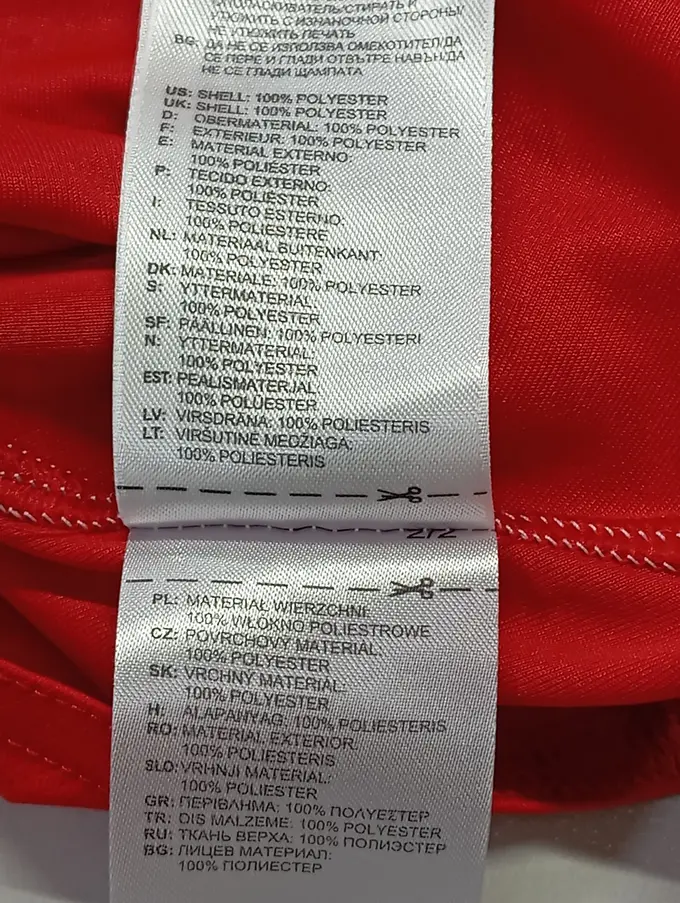 ПОЛАСКИВАТЕЛЬ/СТИРАТЬ И
УТЮЖИТЬ С ИЗНАНОЧНОЙ СТОРОНЫ/
НЕ УТЮЖИТЬ ПЕЧАТЬ
BG: ДА НЕ СЕ ИЗПОЛЗВА ОМЕКОТИТЕЛ/ДА
СЕ ПЕРЕ И ГЛАДИ ОТВЪТРЕ НАВЪН/ДА
НЕ СЕ ГЛАДИ ЩАМПАТА
US: SHELL: 100% POLYESTER
UK: SHELL: 100% POLYESTER
D: OBERMATERIAL: 100% POLYESTER
F: EXTERIEUR: 100% POLYESTER
E: MATERIAL EXTERNO:
100% POLIÉSTER
P: TECIDO EXTERNO:
100% POLIÉSTER
I: TESSUTO ESTERNO:
100% POLIESTERE
NL: MATERIAAL BUITENKANT:
100% POLYESTER
DK: MATERIALE: 100% POLYESTER
S: YTTERMATERIAL:
100% POLYESTER
SF: PÄÄLLINEN: 100% POLYESTERI
N: YTTERMATERIAL:
100% POLYESTER
EST: PEALISMATERJAL:
100% POLÜESTER
LV: VIRSDRĀNA: 100% POLIESTERIS
LT: VIRŠUTINĖ MEDŽIAGA:
100% POLIESTERIS
2/2
PL: MATERIAŁ WIERZCHNI:
100% WŁÓKNO POLIESTROWE
CZ: POVRCHOVÝ MATERIÁL:
100% POLYESTER
SK: VRCHNÝ MATERIÁL:
100% POLYESTER
H: ALAPANYAG: 100% POLIÉSTERIS
RO: MATERIAL EXTERIOR:
100% POLIESTERIS
SLO: VRHNJI MATERIAL:
100% POLIESTER
GR: ΠΕΡΙΒΛΗΜΑ: 100% ΠΟΛΥΕΣΤΕΡ
TR: DIS MALZEME: 100% POLYESTER
RU: ТКАНЬ ВЕРХА: 100% ПОЛИЭСТЕР
BG: ЛИЦЕВ МАТЕРИАЛ:
100% ПОЛИЕСТЕР